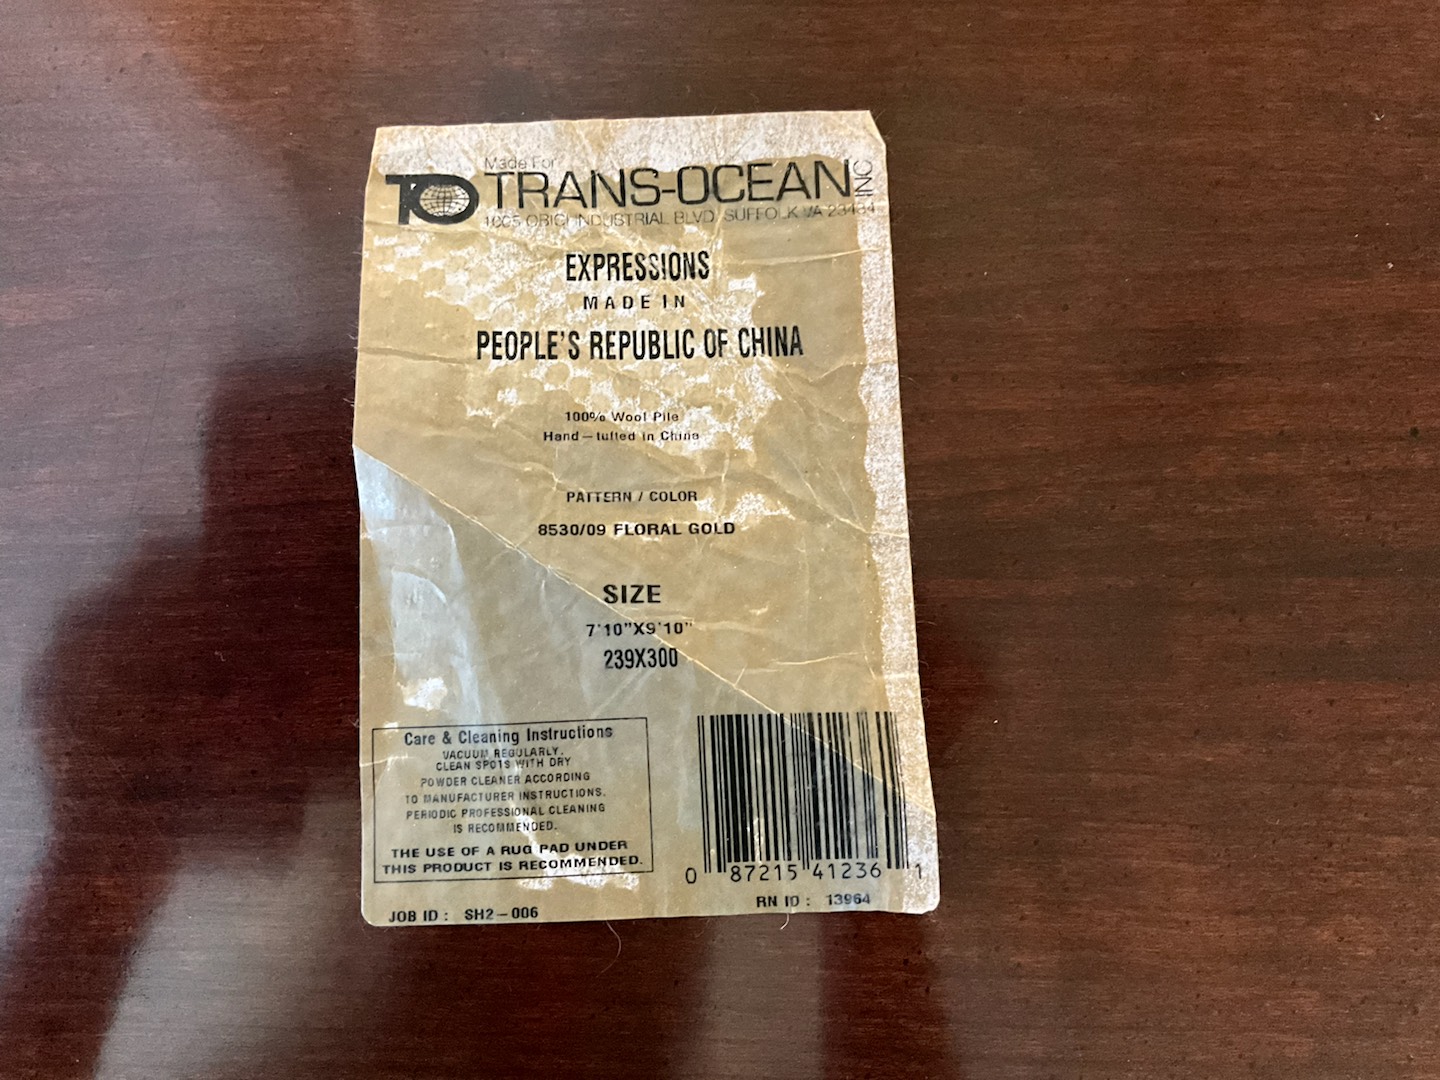 Made For
TO TRANS-OCEAN INC
1005 OBICI INDUSTRIAL BLVD. SUFFOLK VA 23434
EXPRESSIONS
MADE IN
PEOPLE'S REPUBLIC OF CHINA
100% Wool Pile
Hand-tufted in China
PATTERN / COLOR
8530/09 FLORAL GOLD
SIZE
7'10"X9'10"
239X300
Care & Cleaning Instructions
VACUUM REGULARLY.
CLEAN SPOTS WITH DRY
POWDER CLEANER ACCORDING
TO MANUFACTURER INSTRUCTIONS.
PERIODIC PROFESSIONAL CLEANING
IS RECOMMENDED.
THE USE OF A RUG PAD UNDER
THIS PRODUCT IS RECOMMENDED.
0 87215 41236 1
JOB ID : SH2-006
RN ID : 13964